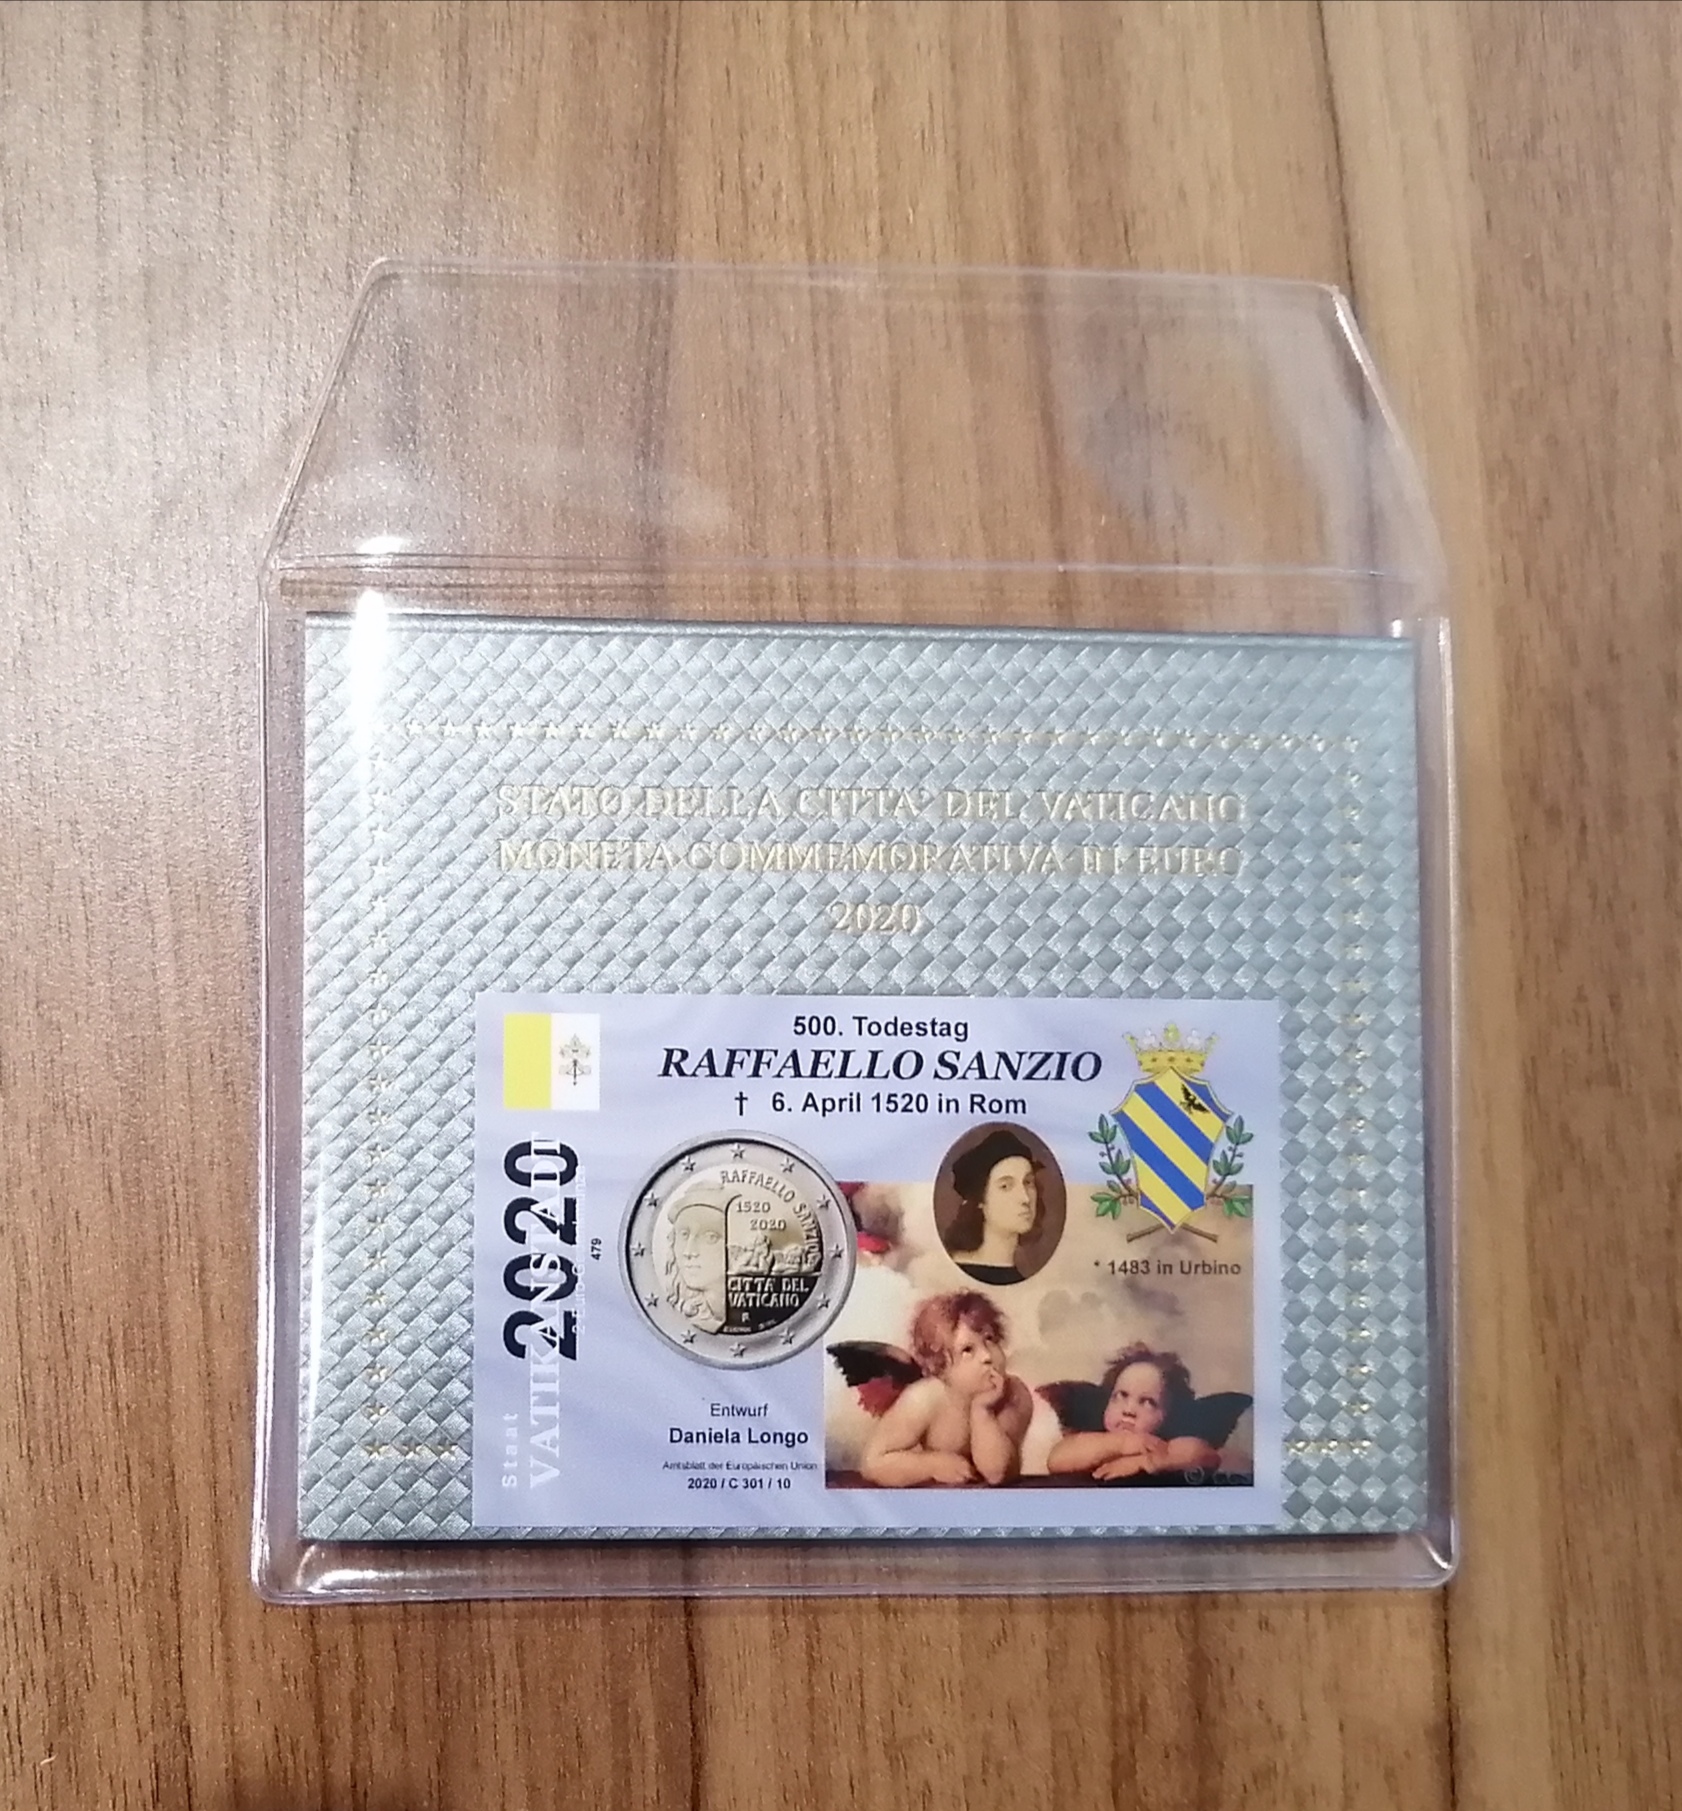 STATO DELLA CITTA' DEL VATICANO
MONETA COMMEMORATIVA DI EURO
2020
500. Todestag
RAFFAELLO SANZIO
† 6. April 1520 in Rom
2020
Staat
VATIKANSTADT
479
RAFFAELLO SANZIO
1520
2020
CITTA' DEL
VATICANO
R
* 1483 in Urbino
Entwurf
Daniela Longo
Amtsblatt der Europäischen Union
2020 / C 301 / 10